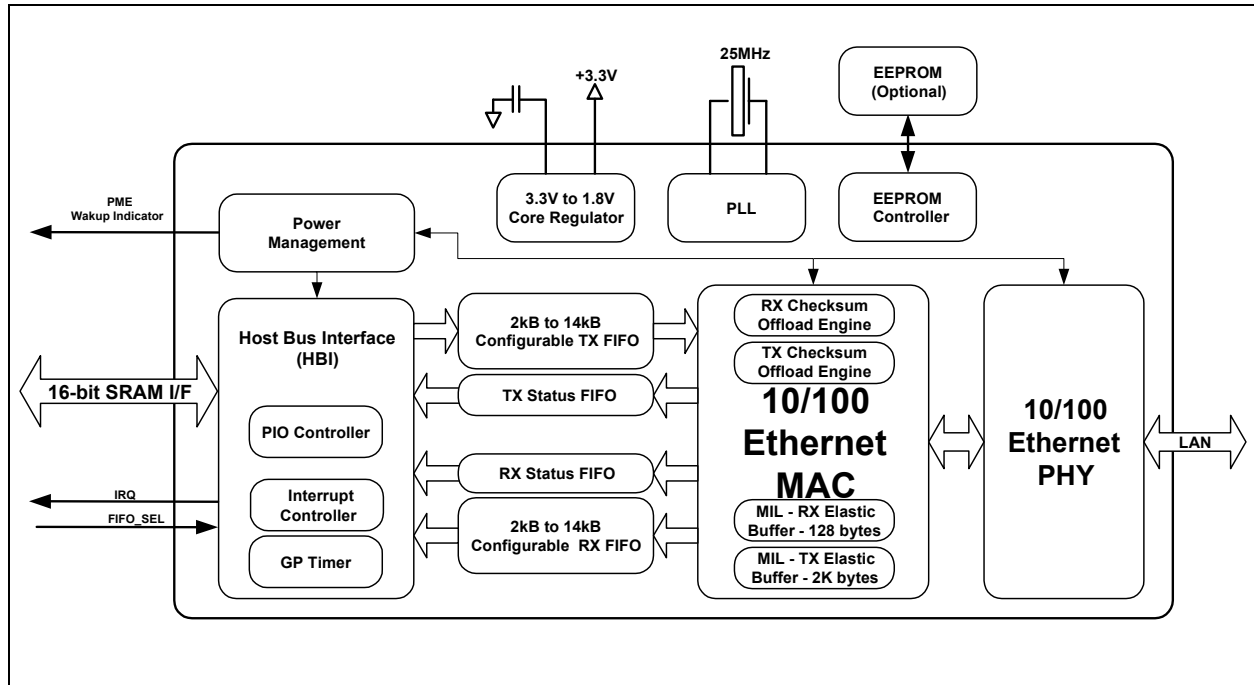 25MHz
+3.3V
EEPROM
(Optional)
3.3V to 1.8V
Core Regulator
PLL
EEPROM
Controller
PME
Wakup Indicator
Power
Management
Host Bus Interface
(HBI)
2kB to 14kB
Configurable TX FIFO
RX Checksum
Offload Engine
TX Checksum
Offload Engine
16-bit SRAM I/F
TX Status FIFO
10/100
Ethernet
MAC
10/100
Ethernet
PHY
LAN
PIO Controller
RX Status FIFO
IRQ
FIFO_SEL
Interrupt
Controller
GP Timer
2kB to 14kB
Configurable RX FIFO
MIL - RX Elastic
Buffer - 128 bytes
MIL - TX Elastic
Buffer - 2K bytes